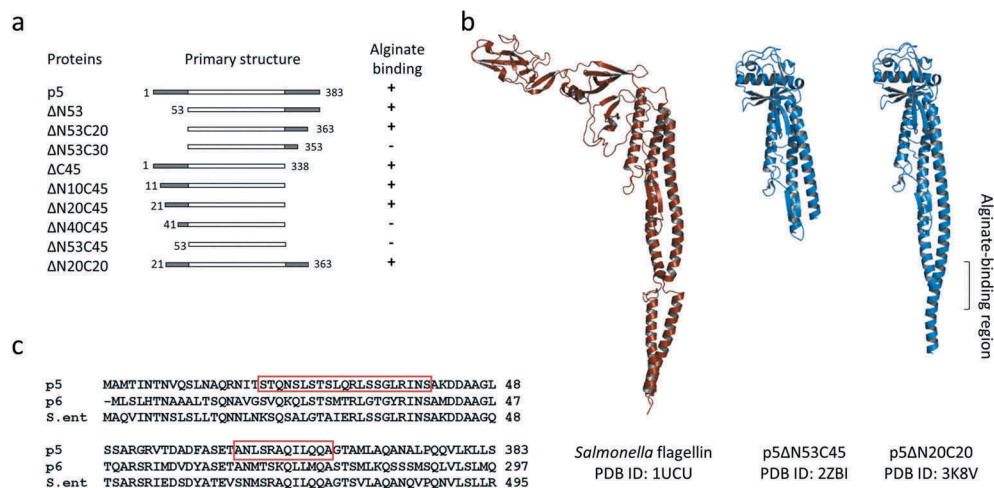 a
Proteins Primary structure Alginate binding
p5 1 383 +
ΔN53 53 +
ΔN53C20 363 +
ΔN53C30 353 -
ΔC45 1 338 +
ΔN10C45 11 +
ΔN20C45 21 +
ΔN40C45 41 -
ΔN53C45 53 -
ΔN20C20 21 363 +
b
Alginate-binding region
Salmonella flagellin
PDB ID: 1UCU
p5ΔN53C45
PDB ID: 2ZBI
p5ΔN20C20
PDB ID: 3K8V
c
p5 MAMTINTNVQSLNAQRNITSTQNSLSTSLQRLSSGLRINSAKDDAAGL 48
p6 -MLSLHTNAAALTSQNAVGSVQKQLSTSMTRLGTGYRINSAMDDAAGL 47
S.ent MAQVINTNSLSLLTQNNLNKSQSALGTAIERLSSGLRINSAKDDAAGQ 48
p5 SSARGRVTDADFASETANLSRAQILQQAGTAMLAQANALPQQVLKLLS 383
p6 TQARSRIMDVDYASETANMTSKQLLMQASTSMLKQSSSMSQLVLSLMQ 297
S.ent TSARSRIEDSDYATEVSNMSRAQILQQAGTSVLAQANQVPQNVLSLLR 495